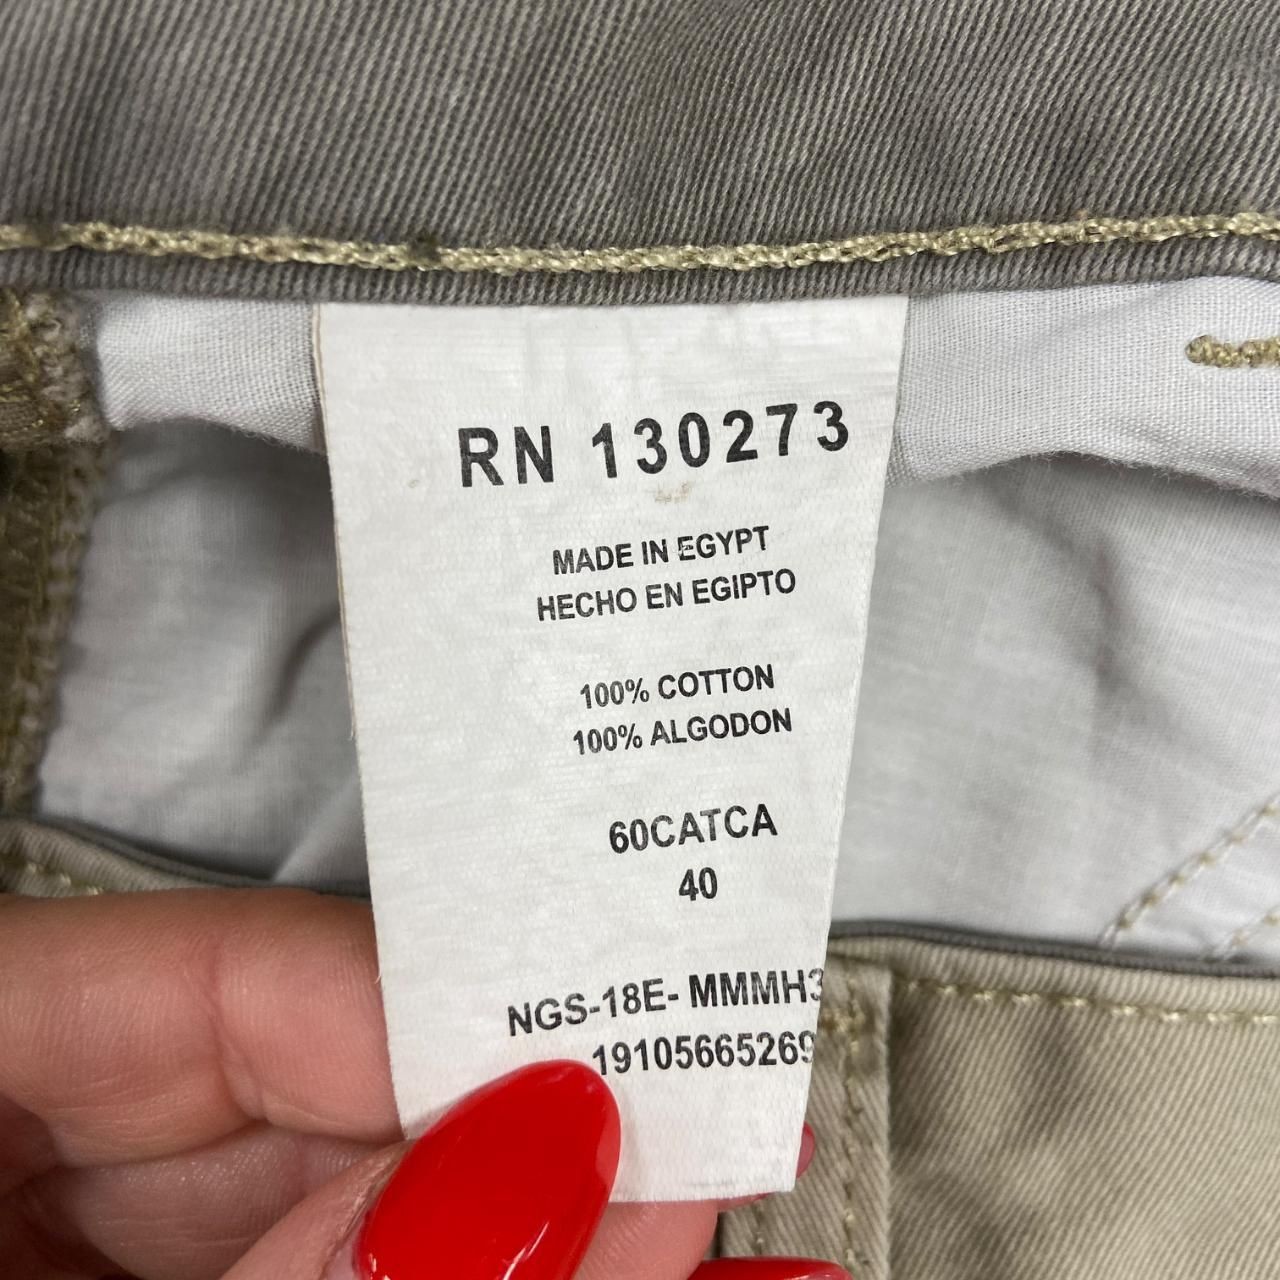 RN 130273
MADE IN EGYPT
HECHO EN EGIPTO
100% COTTON
100% ALGODON
60CATCA
40
NGS-18E- MMMH3
19105665269